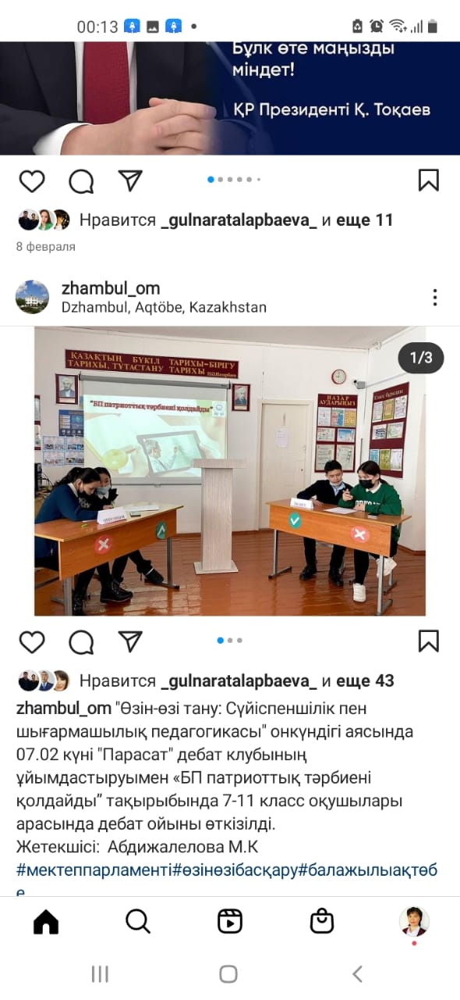 00:13
Бұлк өте маңызды
міндет!
ҚР Президенті Қ. Тоқаев
Нравится _gulnaratalapbaeva_ и еще 11
8 февраля
zhambul_om
Dzhambul, Aqtöbe, Kazakhstan
1/3
ҚАЗАҚТЫҢ БҮКІЛ ТАРИХЫ-БІРІГУ
ТАРИХЫ, ТҰТАСТАНУ ТАРИХЫ
"БП патриоттық тәрбиені қолдайды"
НАЗАР
АУДАРЫҢЫЗ
Нравится _gulnaratalapbaeva_ и еще 43
zhambul_om "Өзін-өзі тану: Сүйіспеншілік пен
шығармашылық педагогикасы" онкүндігі аясында
07.02 күні "Парасат" дебат клубының
ұйымдастыруымен «БП патриоттық тәрбиені
қолдайды” тақырыбында 7-11 класс оқушылары
арасында дебат ойыны өткізілді.
Жетекшісі: Абдижалелова М.К
#мектеппарламенті#өзінөзібасқару#балажылыақтөб
е